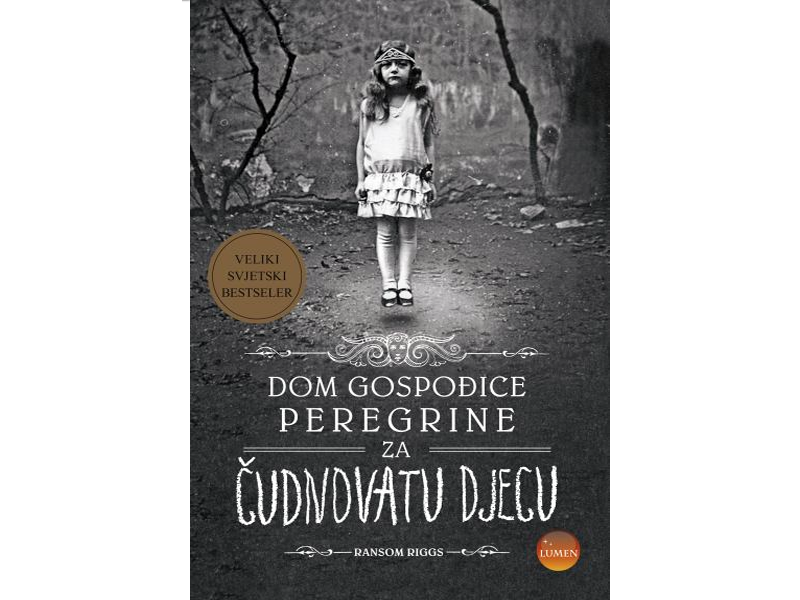 VELIKI
SVJETSKI
BESTSELER
DOM GOSPOĐICE
PEREGRINE
ZA
ČUDNOVATU DJECU
RANSOM RIGGS
LUMEN